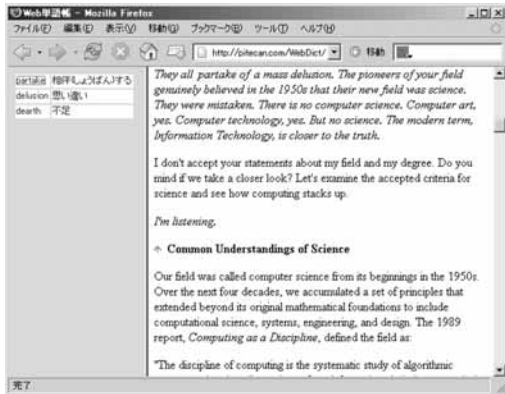 Web単語帳 - Mozilla Firefox
ファイル(F) 編集(E) 表示(V) 移動(G) ブックマーク(B) ツール(T) ヘルプ(H)
http://pitecan.com/WebDict/ 移動
partake 相伴(しょうばん)する
delusion 思い違い
dearth 不足
They all partake of a mass delusion. The pioneers of your field
genuinely believed in the 1950s that their new field was science.
They were mistaken. There is no computer science. Computer art,
yes. Computer technology, yes. But no science. The modern term,
Information Technology, is closer to the truth.
I don't accept your statements about my field and my degree. Do you
mind if we take a closer look? Let's examine the accepted criteria for
science and see how computing stacks up.
I'm listening.
Common Understandings of Science
Our field was called computer science from its beginnings in the 1950s.
Over the next four decades, we accumulated a set of principles that
extended beyond its original mathematical foundations to include
computational science, systems, engineering, and design. The 1989
report, Computing as a Discipline, defined the field as:
"The discipline of computing is the systematic study of algorithmic
完了